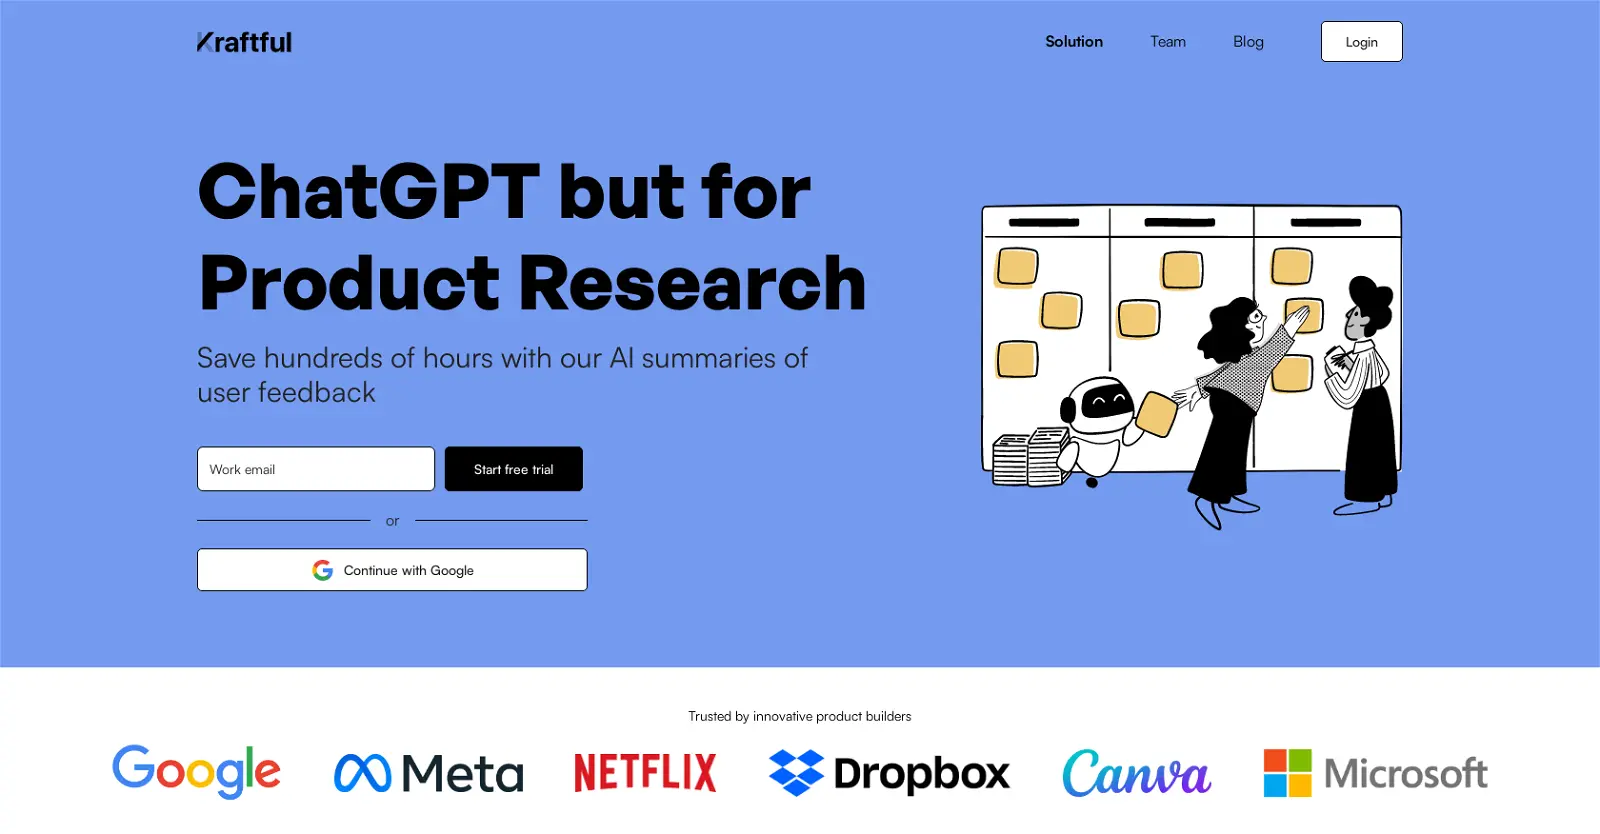 Kraftful
Solution
Team
Blog
Login
ChatGPT but for
Product Research
Save hundreds of hours with our AI summaries of
user feedback
Work email
Start free trial
or
Continue with Google
Trusted by innovative product builders
Google
Meta
NETFLIX
Dropbox
Canva
Microsoft